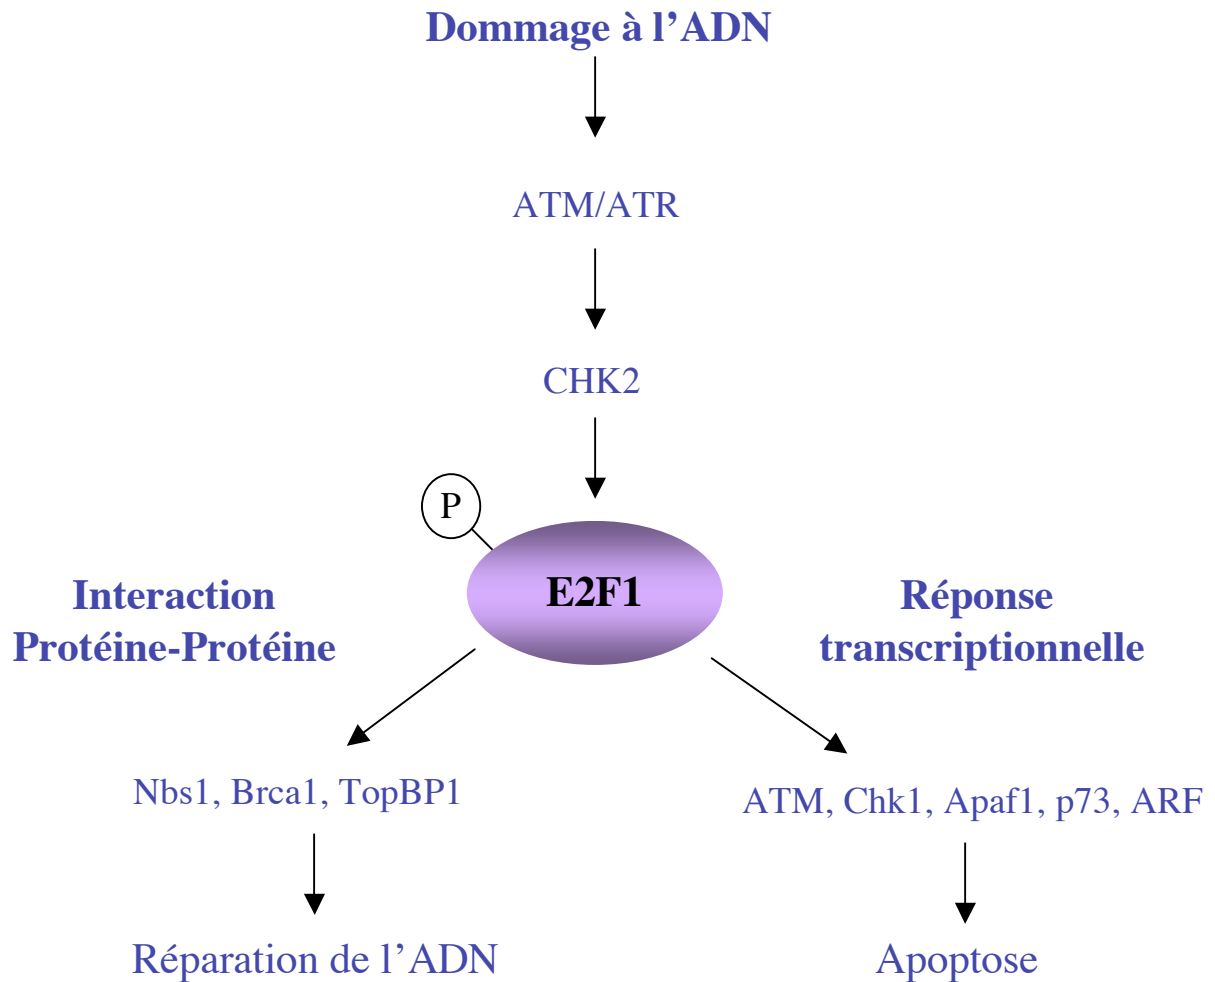 Dommage à l’ADN
ATM/ATR
CHK2
P
E2F1
Interaction
Protéine-Protéine
Réponse
transcriptionnelle
Nbs1, Brca1, TopBP1
ATM, Chk1, Apaf1, p73, ARF
Réparation de l’ADN
Apoptose